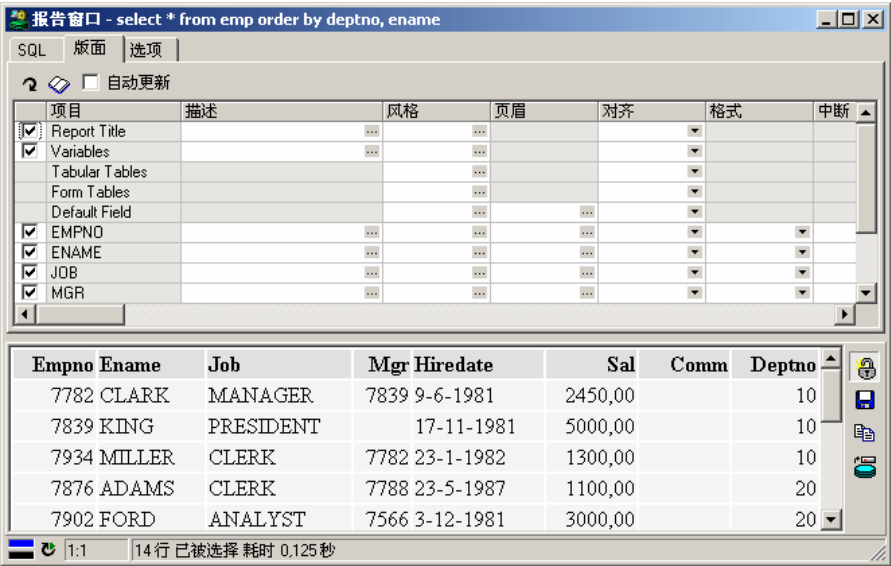 报告窗口 - select * from emp order by deptno, ename
SQL 版面 选项
自动更新
项目 描述 风格 页眉 对齐 格式 中断
Report Title
Variables
Tabular Tables
Form Tables
Default Field
EMPNO
ENAME
JOB
MGR
Empno Ename Job Mgr Hiredate Sal Comm Deptno
7782 CLARK MANAGER 7839 9-6-1981 2450,00 10
7839 KING PRESIDENT 17-11-1981 5000,00 10
7934 MILLER CLERK 7782 23-1-1982 1300,00 10
7876 ADAMS CLERK 7788 23-5-1987 1100,00 20
7902 FORD ANALYST 7566 3-12-1981 3000,00 20
1:1 14行 已被选择 耗时 0,125秒